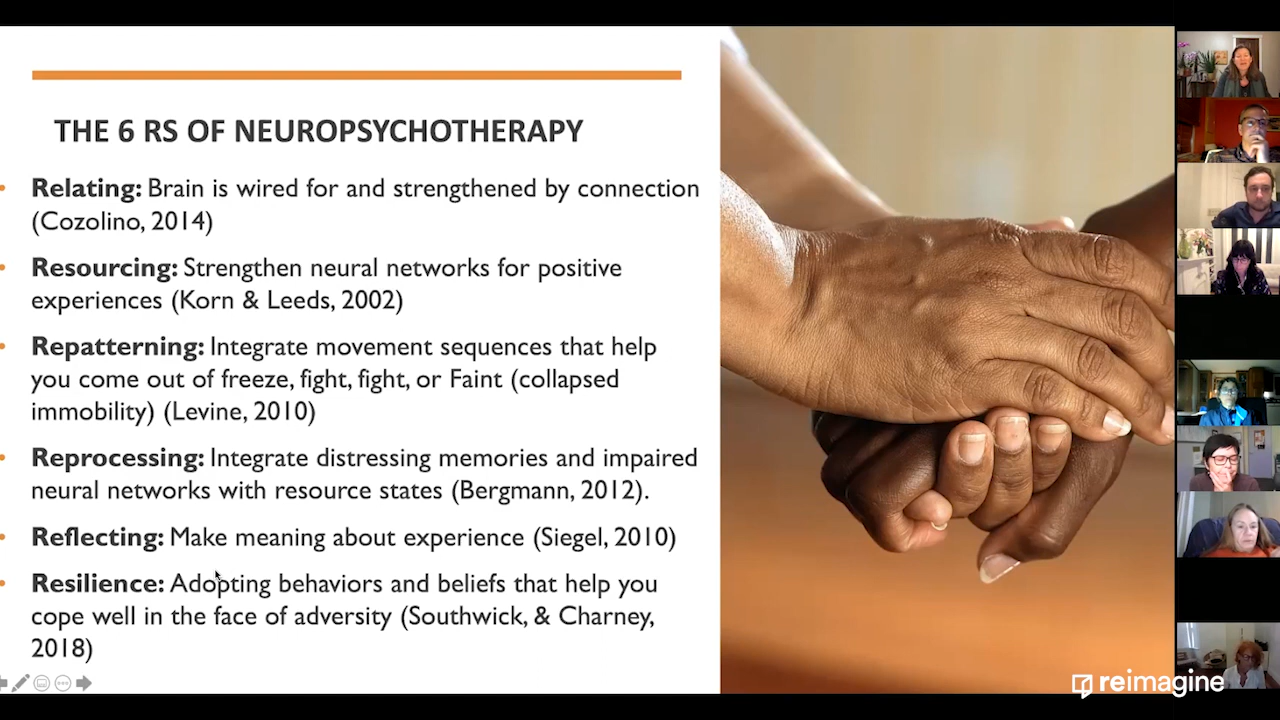 THE 6 RS OF NEUROPSYCHOTHERAPY
• Relating: Brain is wired for and strengthened by connection
(Cozolino, 2014)
• Resourcing: Strengthen neural networks for positive
experiences (Korn & Leeds, 2002)
• Repatterning: Integrate movement sequences that help
you come out of freeze, fight, fight, or Faint (collapsed
immobility) (Levine, 2010)
• Reprocessing: Integrate distressing memories and impaired
neural networks with resource states (Bergmann, 2012).
• Reflecting: Make meaning about experience (Siegel, 2010)
• Resilience: Adopting behaviors and beliefs that help you
cope well in the face of adversity (Southwick, & Charney,
2018)
reimagine